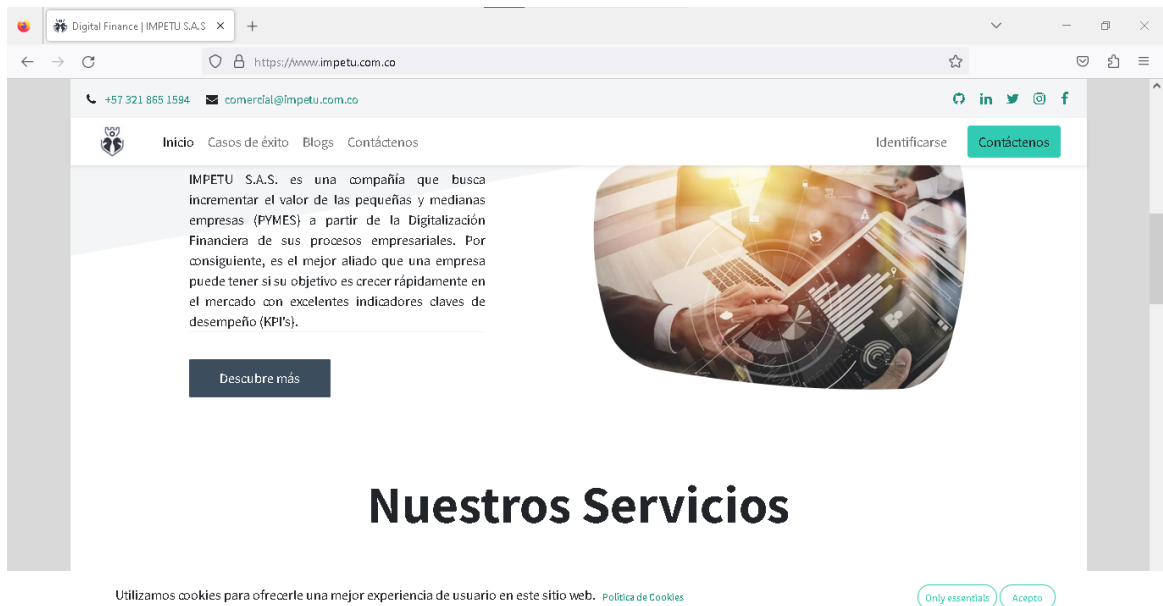 Digital Finance | IMPETU S.A.S
https://www.impetu.com.co
+57 321 865 1594 comercial@impetu.com.co
Inicio Casos de éxito Blogs Contáctenos Identificarse Contáctenos
IMPETU S.A.S. es una compañía que busca
incrementar el valor de las pequeñas y medianas
empresas (PYMES) a partir de la Digitalización
Financiera de sus procesos empresariales. Por
consiguiente, es el mejor aliado que una empresa
puede tener si su objetivo es crecer rápidamente en
el mercado con excelentes indicadores claves de
desempeño (KPI's).
Descubre más
Nuestros Servicios
Utilizamos cookies para ofrecerle una mejor experiencia de usuario en este sitio web. Política de Cookies Only essentials Acepto